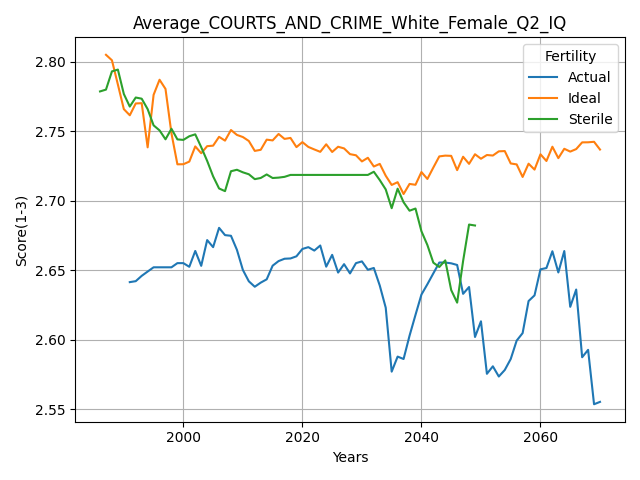 Average_COURTS_AND_CRIME_White_Female_Q2_IQ
Fertility
Actual
Ideal
Sterile
Score(1-3)
2.80
2.75
2.70
2.65
2.60
2.55
2000
2020
2040
2060
Years